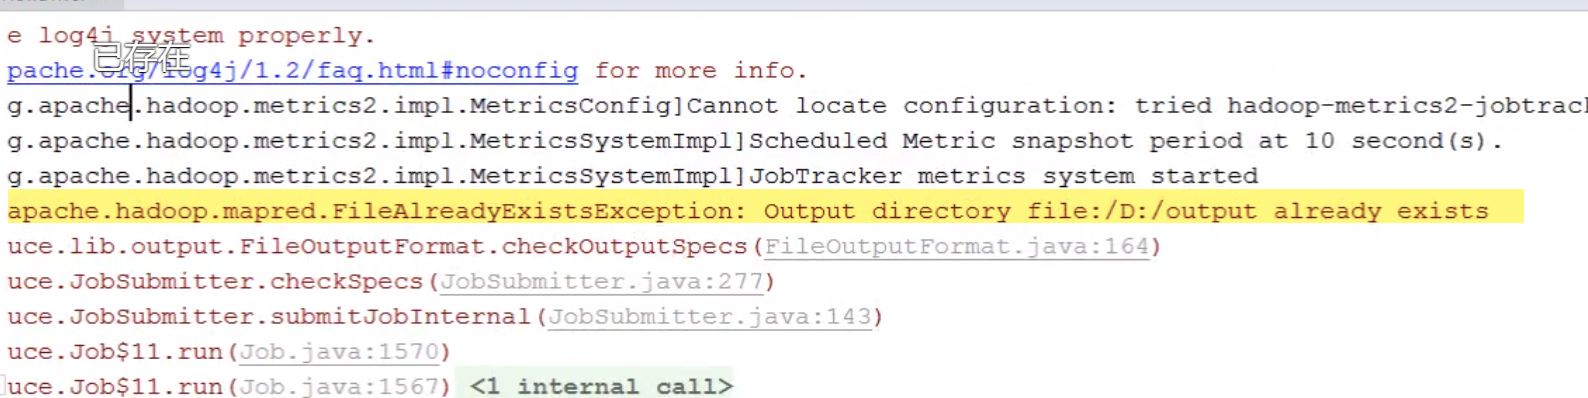 e log4j system properly.
已存在
pache.org/log4j/1.2/faq.html#noconfig for more info.
g.apache.hadoop.metrics2.impl.MetricsConfig]Cannot locate configuration: tried hadoop-metrics2-jobtrack
g.apache.hadoop.metrics2.impl.MetricsSystemImpl]Scheduled Metric snapshot period at 10 second(s).
g.apache.hadoop.metrics2.impl.MetricsSystemImpl]JobTracker metrics system started
apache.hadoop.mapred.FileAlreadyExistsException: Output directory file:/D:/output already exists
uce.lib.output.FileOutputFormat.checkOutputSpecs(FileOutputFormat.java:164)
uce.JobSubmitter.checkSpecs(JobSubmitter.java:277)
uce.JobSubmitter.submitJobInternal(JobSubmitter.java:143)
uce.Job$11.run(Job.java:1570)
uce.Job$11.run(Job.java:1567) <1 internal call>